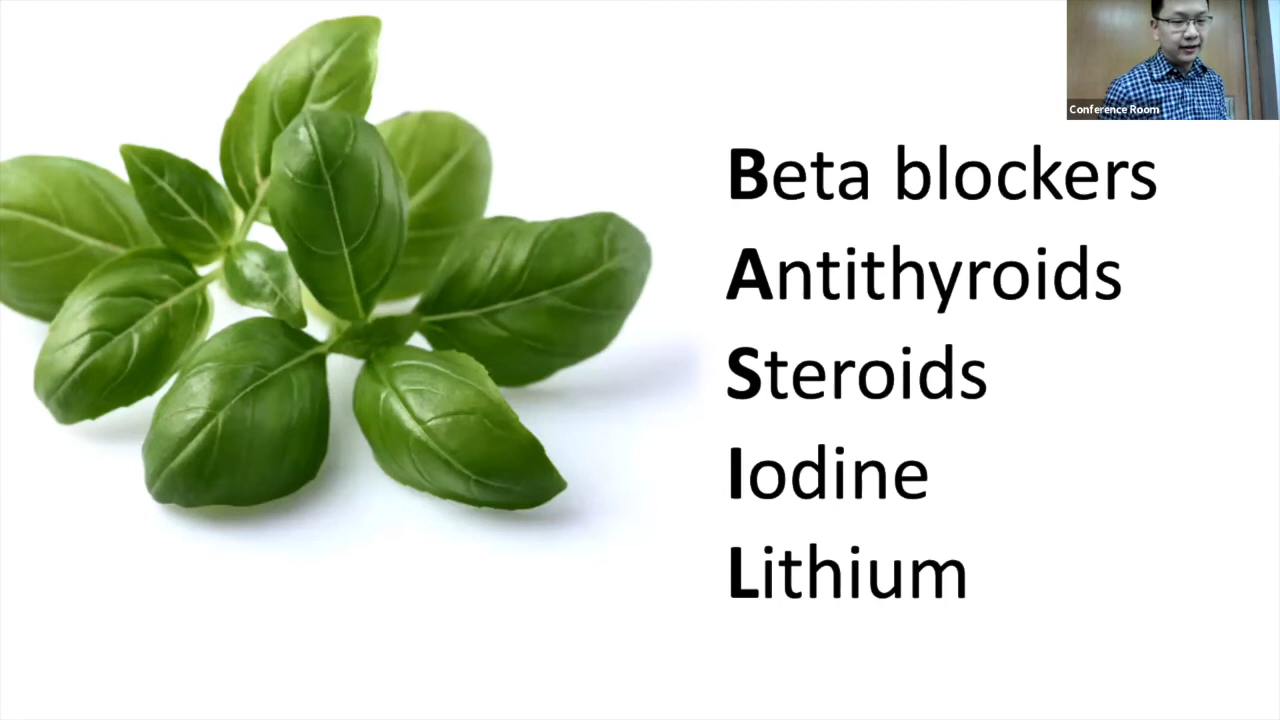 Conference Room
Beta blockers
Antithyroids
Steroids
Iodine
Lithium